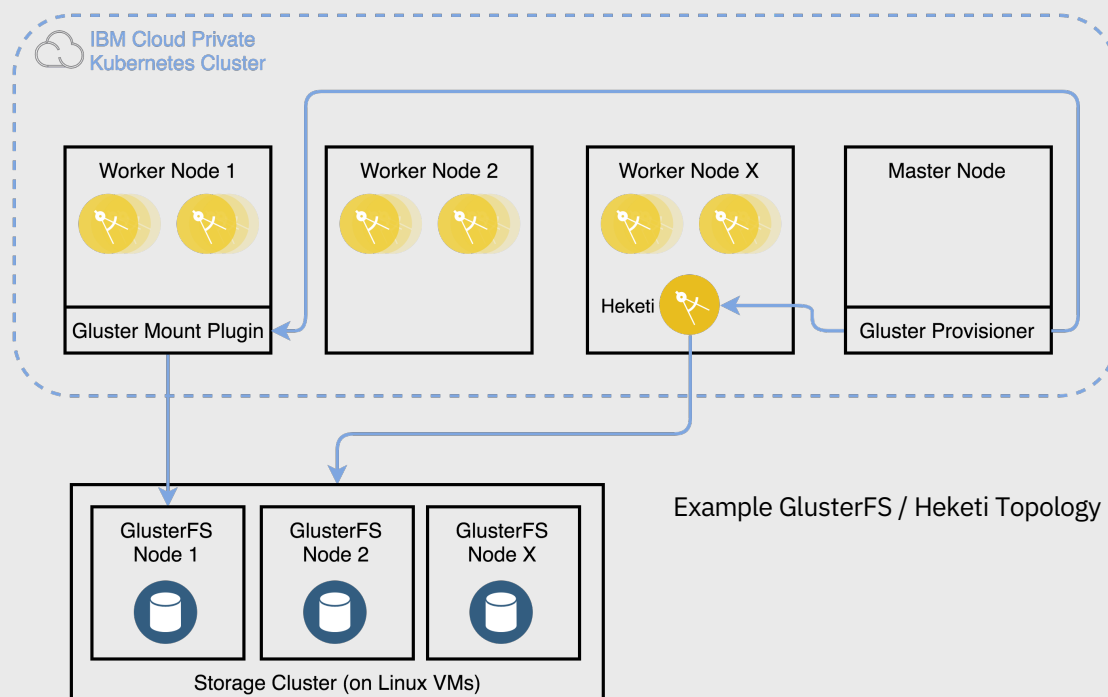 IBM Cloud Private
Kubernetes Cluster
Worker Node 1
Worker Node 2
Worker Node X
Master Node
Heketi
Gluster Mount Plugin
Gluster Provisioner
Example GlusterFS / Heketi Topology
GlusterFS
Node 1
GlusterFS
Node 2
GlusterFS
Node X
Storage Cluster (on Linux VMs)